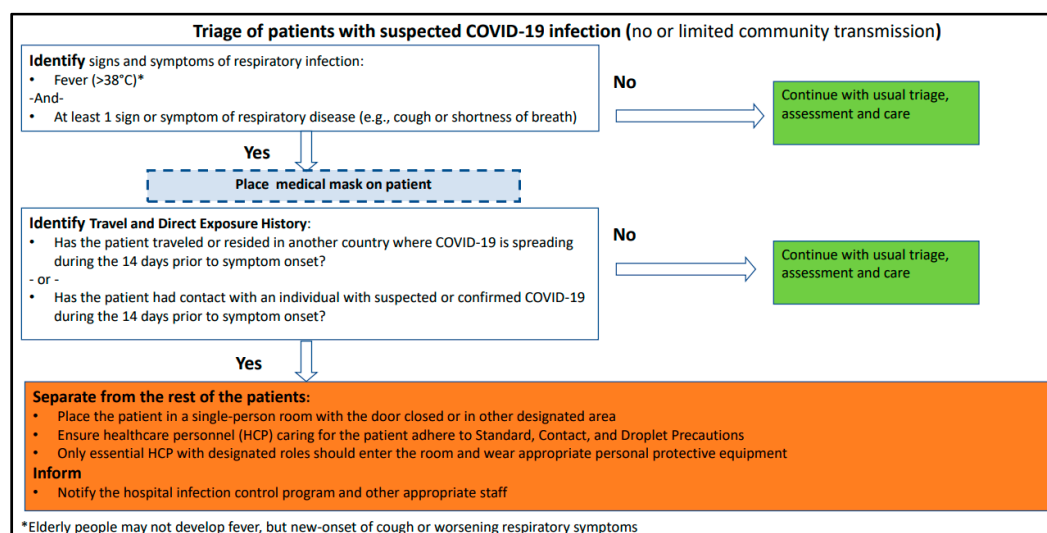 Triage of patients with suspected COVID-19 infection (no or limited community transmission)
Identify signs and symptoms of respiratory infection:
• Fever (>38°C)*
-And-
• At least 1 sign or symptom of respiratory disease (e.g., cough or shortness of breath)
No
Continue with usual triage,
assessment and care
Yes
Place medical mask on patient
Identify Travel and Direct Exposure History:
• Has the patient traveled or resided in another country where COVID-19 is spreading
during the 14 days prior to symptom onset?
- or -
• Has the patient had contact with an individual with suspected or confirmed COVID-19
during the 14 days prior to symptom onset?
No
Continue with usual triage,
assessment and care
Yes
Separate from the rest of the patients:
• Place the patient in a single-person room with the door closed or in other designated area
• Ensure healthcare personnel (HCP) caring for the patient adhere to Standard, Contact, and Droplet Precautions
• Only essential HCP with designated roles should enter the room and wear appropriate personal protective equipment
Inform
• Notify the hospital infection control program and other appropriate staff
*Elderly people may not develop fever, but new-onset of cough or worsening respiratory symptoms